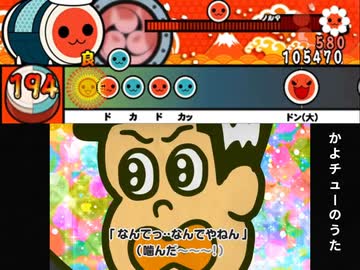 ノルマ
580
良
105470
194
ド カ ド カッ ドン(大)
かよチューのうた
「なんでっ‥なんでやねん」
(噛んだ～～～!)